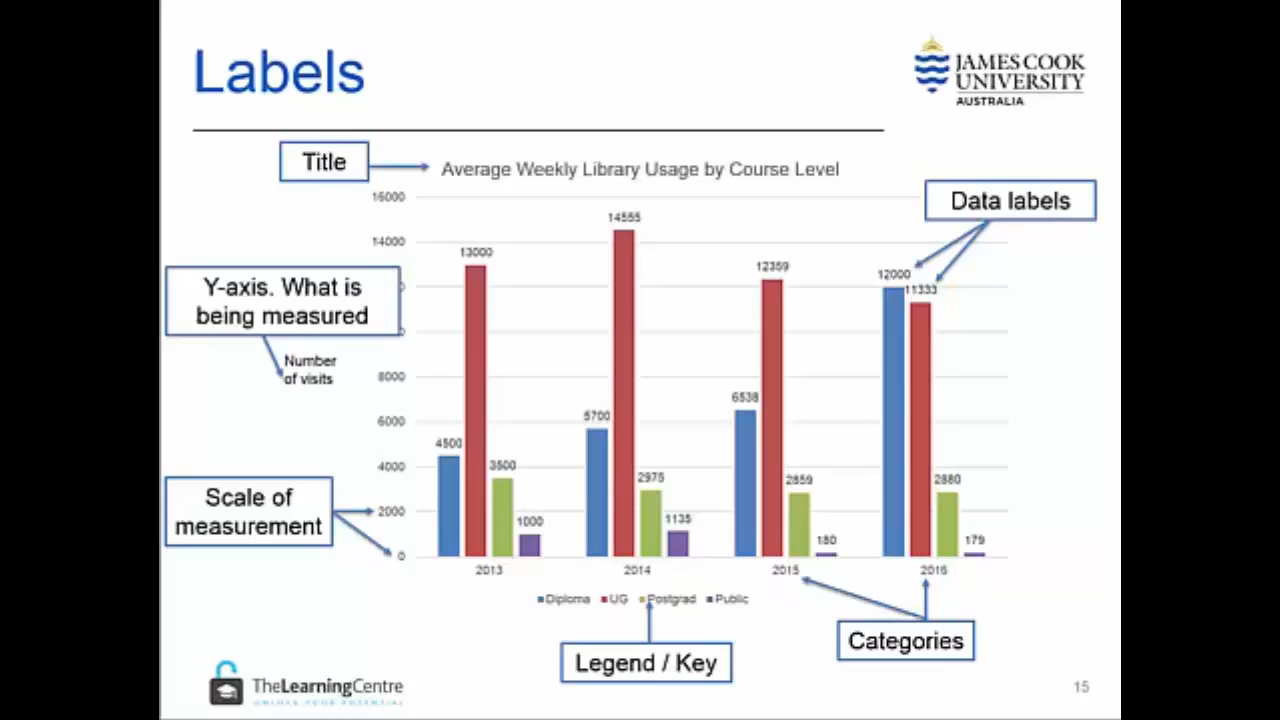 Labels
JAMES COOK
UNIVERSITY
AUSTRALIA
Title
Average Weekly Library Usage by Course Level
Data labels
Y-axis. What is
being measured
Number
of visits
Scale of
measurement
16000
14000
8000
6000
4000
2000
0
13000
14555
12359
12000
11333
4500
3500
1000
5700
2975
1135
6538
2859
180
2880
179
2013
2014
2015
2016
Diploma UG Postgrad Public
Legend / Key
Categories
TheLearningCentre
UNLOCK YOUR POTENTIAL
15